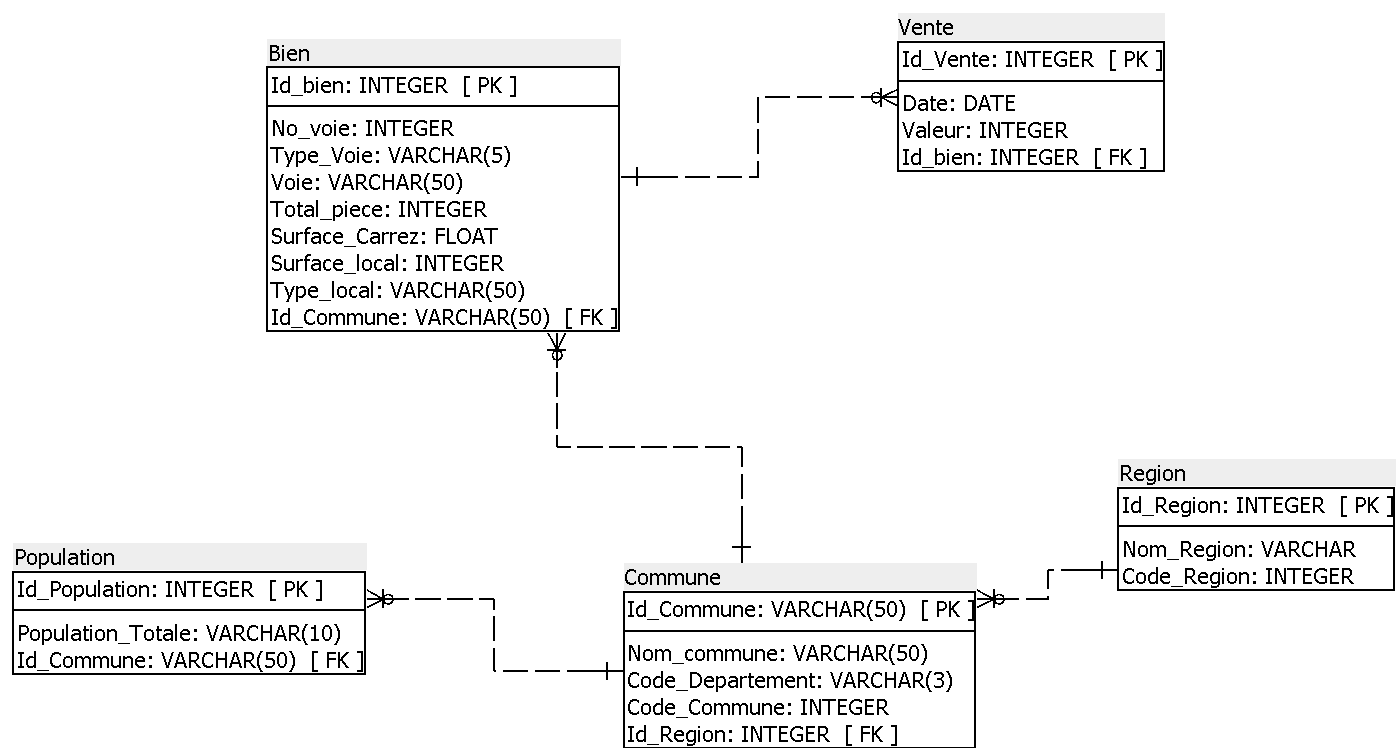 Bien
Id_bien: INTEGER [ PK ]
No_voie: INTEGER
Type_Voie: VARCHAR(5)
Voie: VARCHAR(50)
Total_piece: INTEGER
Surface_Carrez: FLOAT
Surface_local: INTEGER
Type_local: VARCHAR(50)
Id_Commune: VARCHAR(50) [ FK ]
Vente
Id_Vente: INTEGER [ PK ]
Date: DATE
Valeur: INTEGER
Id_bien: INTEGER [ FK ]
Region
Id_Region: INTEGER [ PK ]
Nom_Region: VARCHAR
Code_Region: INTEGER
Population
Id_Population: INTEGER [ PK ]
Population_Totale: VARCHAR(10)
Id_Commune: VARCHAR(50) [ FK ]
Commune
Id_Commune: VARCHAR(50) [ PK ]
Nom_commune: VARCHAR(50)
Code_Departement: VARCHAR(3)
Code_Commune: INTEGER
Id_Region: INTEGER [ FK ]